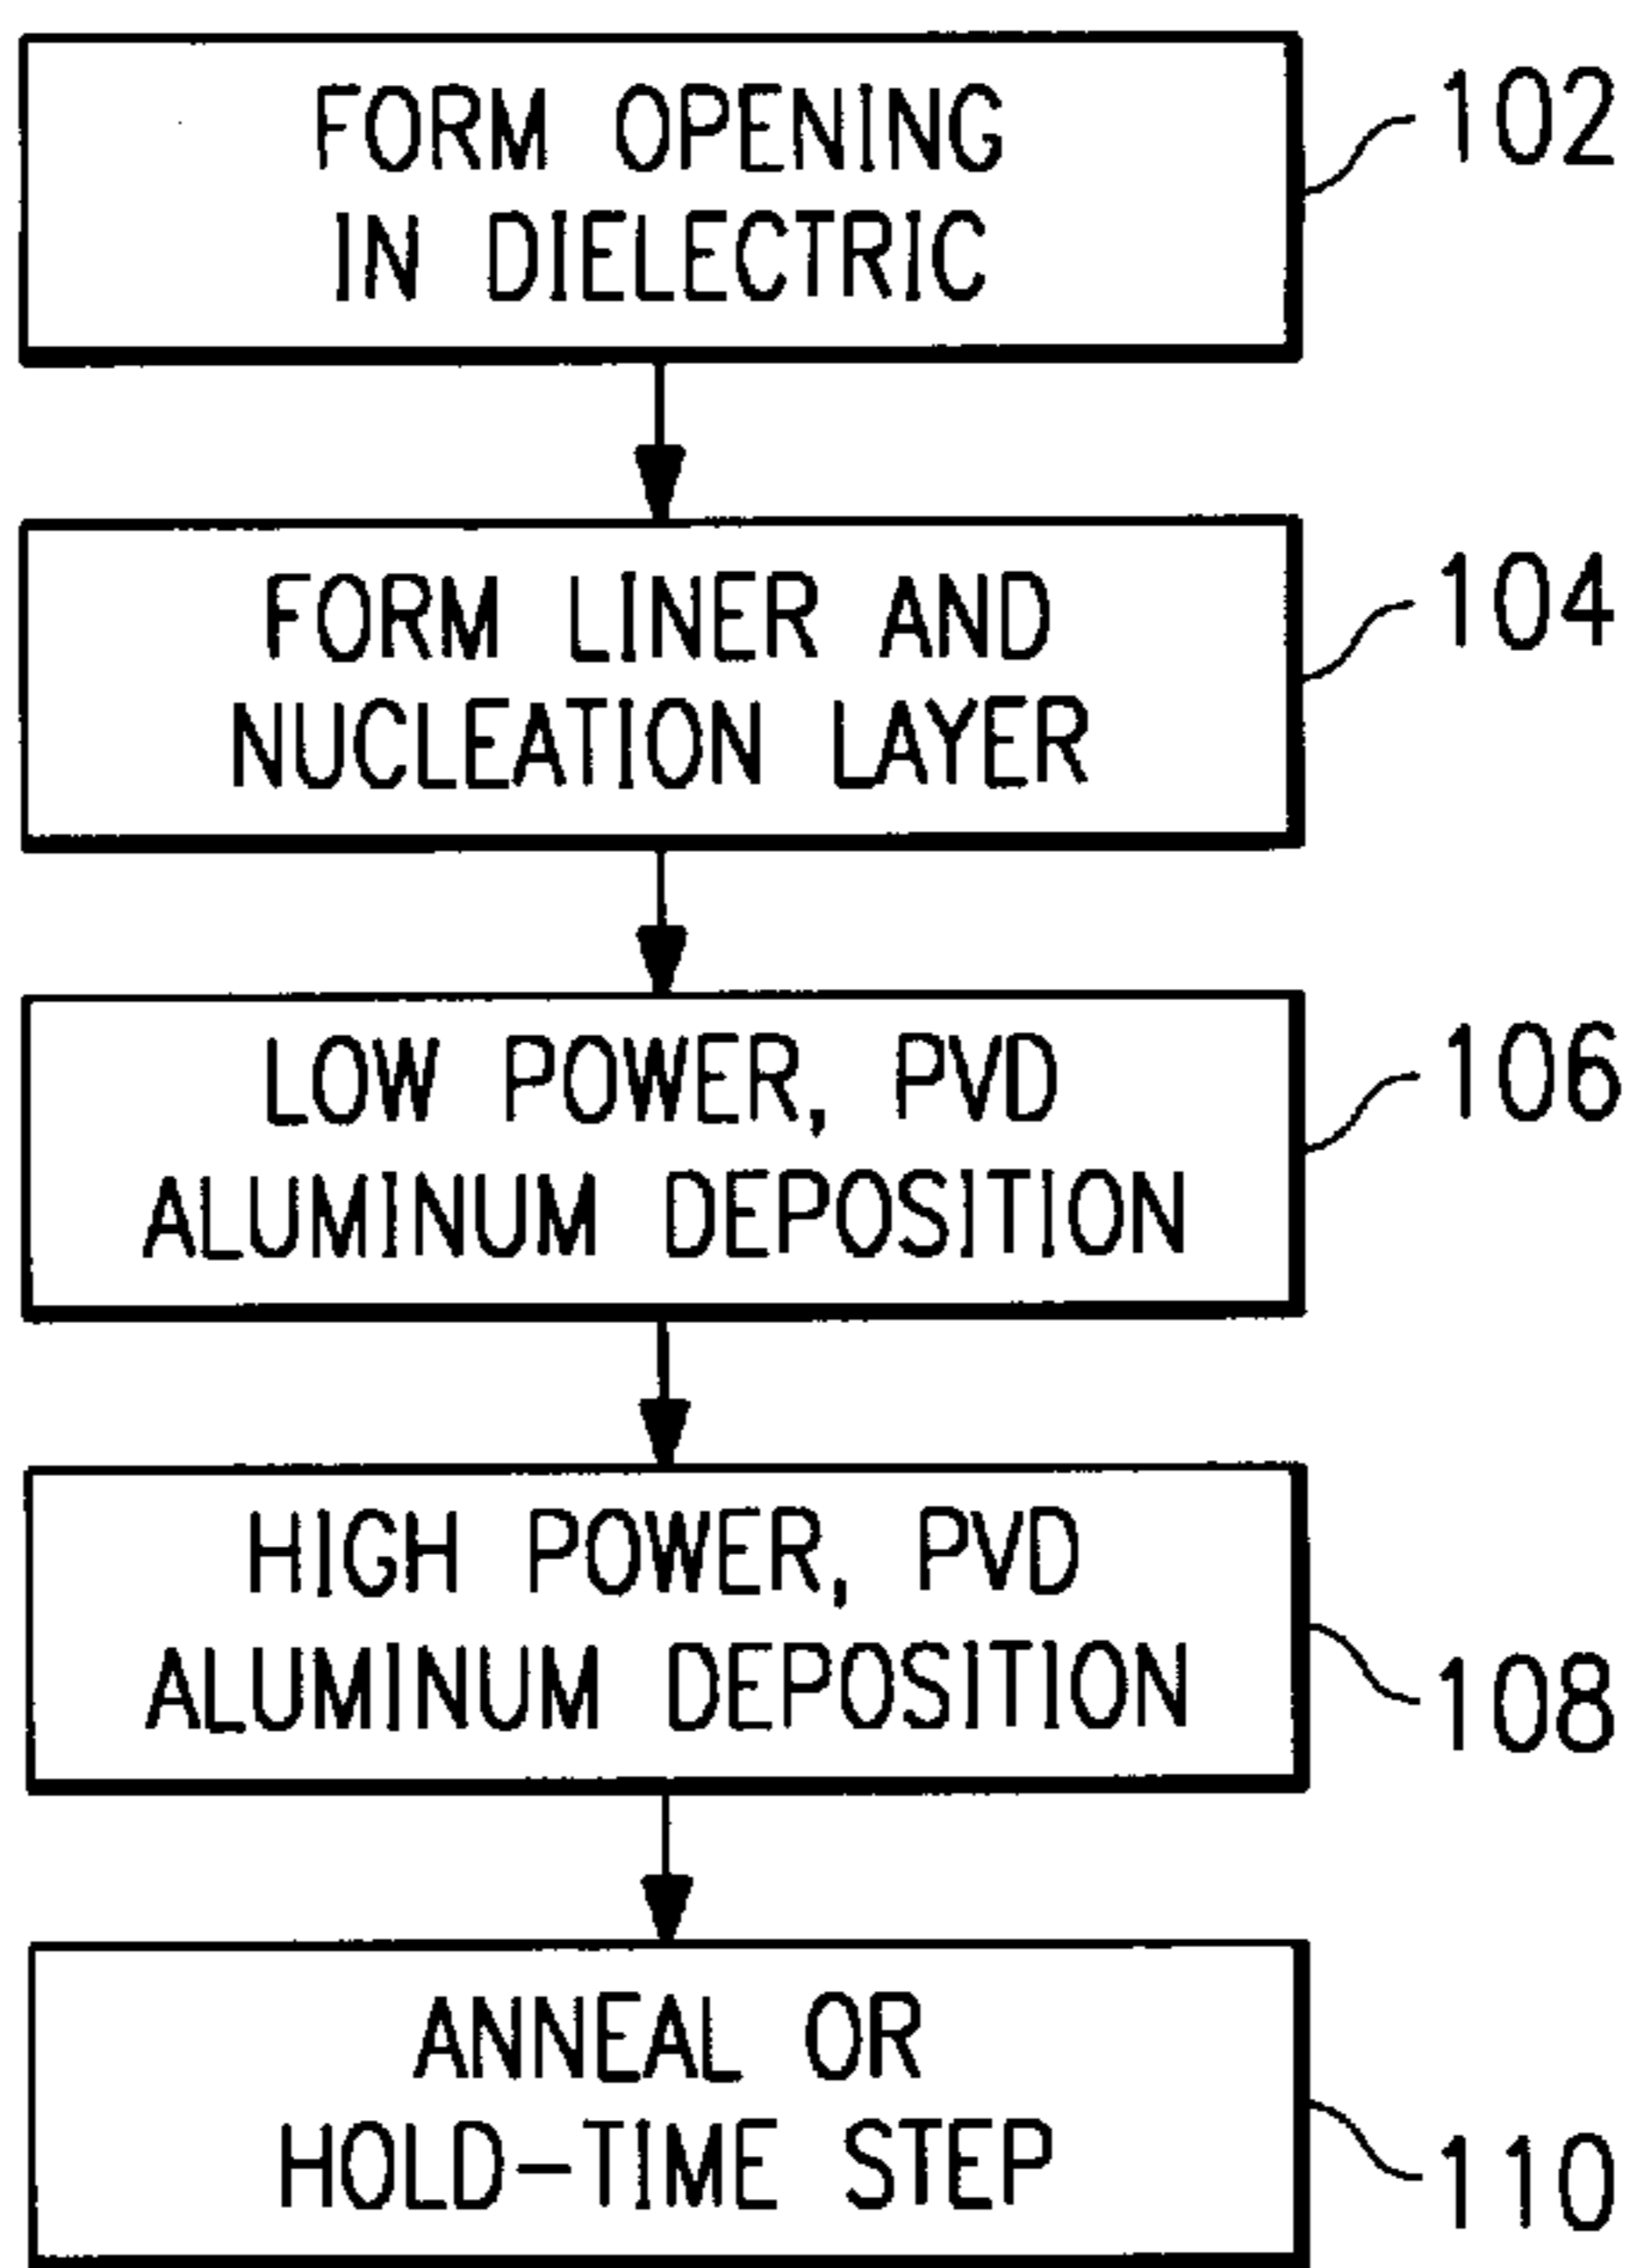 FORM OPENING
IN DIELECTRIC
102
FORM LINER AND
NUCLEATION LAYER
104
LOW POWER, PVD
ALUMINUM DEPOSITION
106
HIGH POWER, PVD
ALUMINUM DEPOSITION
108
ANNEAL OR
HOLD-TIME STEP
110